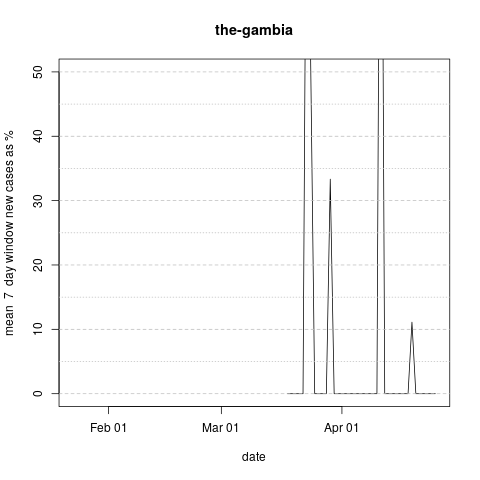 the-gambia
mean  7  day window new cases as %
50
40
30
20
10
0
Feb 01
Mar 01
Apr 01
date